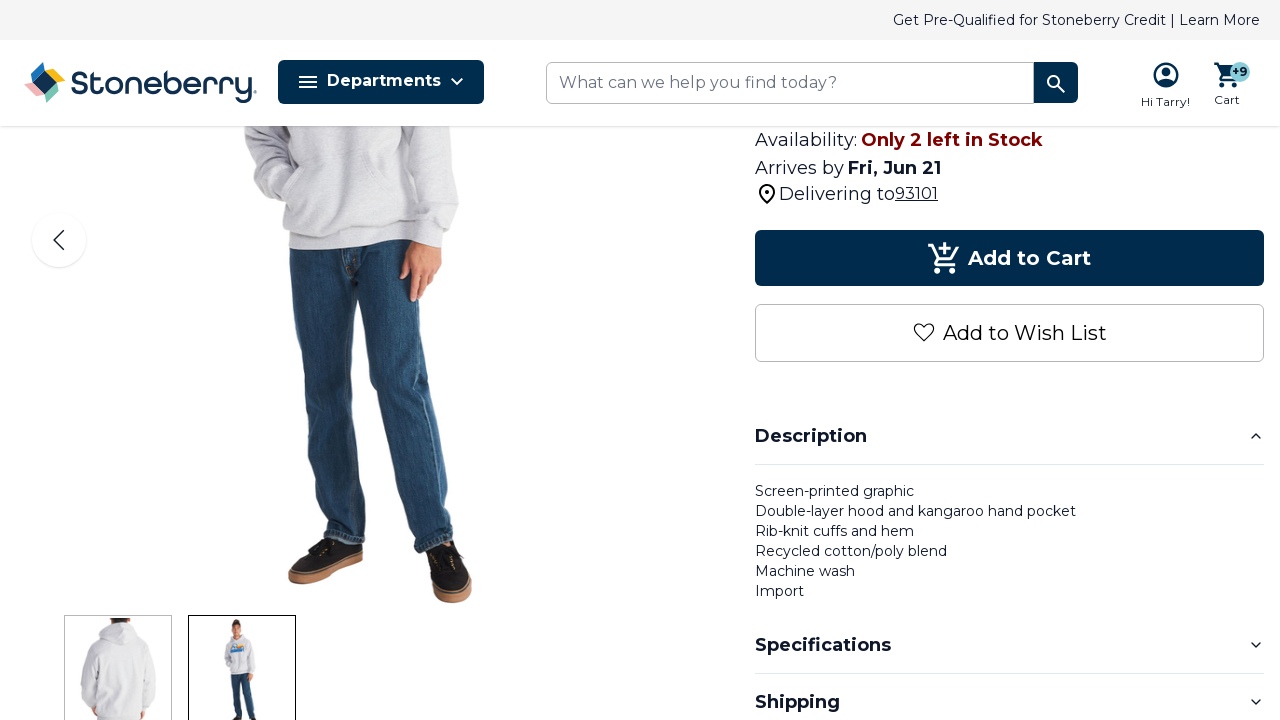 Get Pre-Qualified for Stoneberry Credit | Learn More
Stoneberry
Departments
What can we help you find today?
Hi Tarry!
+9
Cart
Availability: Only 2 left in Stock
Arrives by Fri, Jun 21
Delivering to 93101
Add to Cart
Add to Wish List
Description
Screen-printed graphic
Double-layer hood and kangaroo hand pocket
Rib-knit cuffs and hem
Recycled cotton/poly blend
Machine wash
Import
Specifications
Shipping